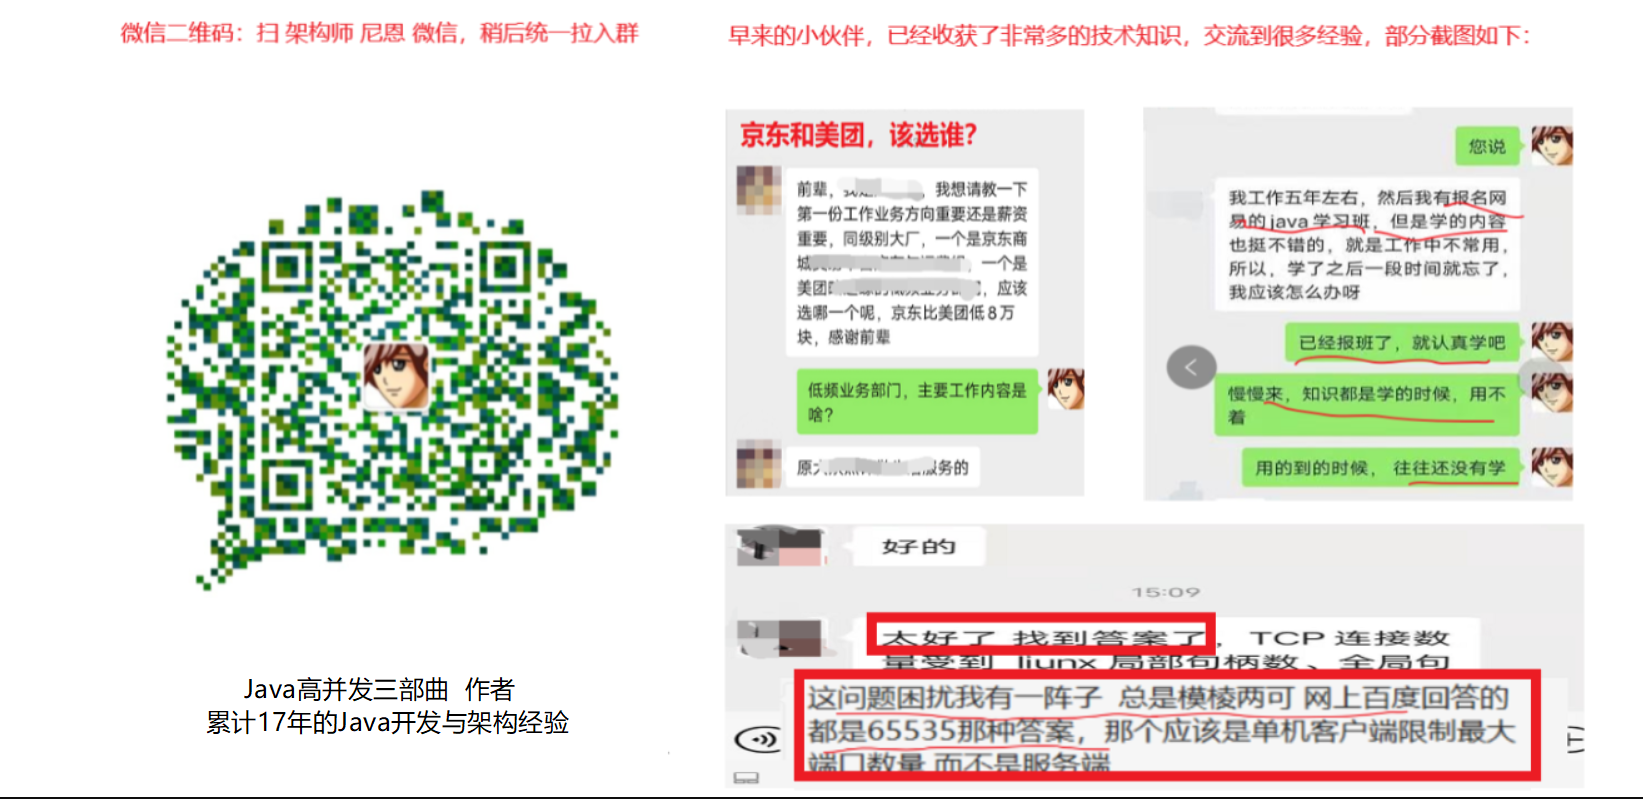 微信二维码：扫 架构师 尼恩 微信，稍后统一拉入群
Java高并发三部曲 作者
累计17年的Java开发与架构经验
早来的小伙伴，已经收获了非常多的技术知识，交流到很多经验，部分截图如下：
京东和美团，该选谁？
前辈，我是，我想请教一下
第一份工作业务方向重要还是薪资
重要，同级别大厂，一个是京东商
城，一个是
美团，应该
选哪一个呢，京东比美团低8万
块，感谢前辈
低频业务部门，主要工作内容是
啥？
原服务的
您说
我工作五年左右，然后我有报名网
易的java学习班，但是学的内容
也挺不错的，就是工作中不常用，
所以，学了之后一段时间就忘了，
我应该怎么办呀
已经报班了，就认真学吧
慢慢来，知识都是学的时候，用不
着
用的到的时候， 往往还没有学
好的
15:09
太好了 找到答案了，TCP 连接数
量受到 liunx 局部句柄数、全局句
这问题困扰我有一阵子 总是模棱两可 网上百度回答的
都是65535那种答案，那个应该是单机客户端限制最大
端口数量 而不是服务端